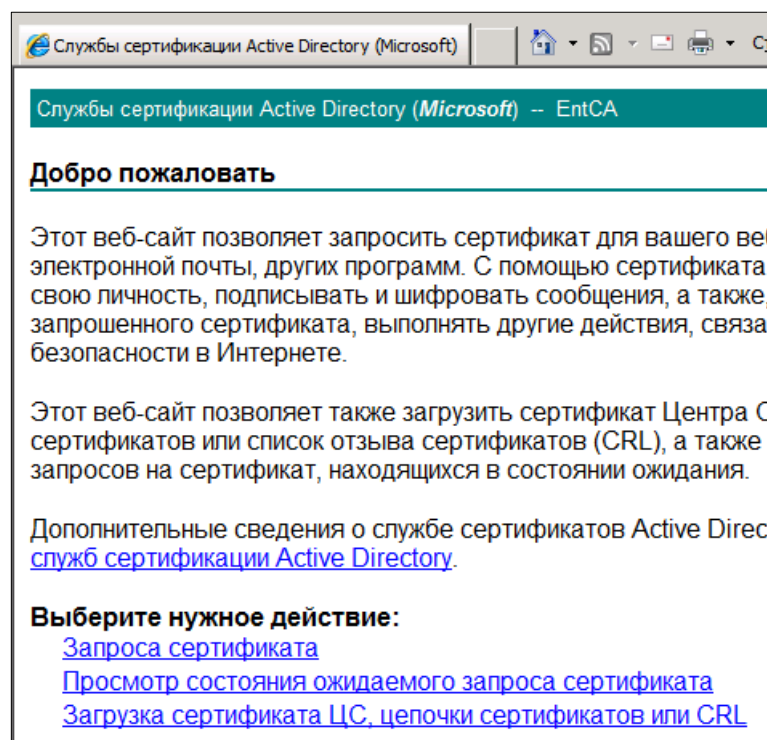 Службы сертификации Active Directory (Microsoft)
Службы сертификации Active Directory (Microsoft) -- EntCA
Добро пожаловать
Этот веб-сайт позволяет запросить сертификат для вашего
электронной почты, других программ. С помощью сертификата
свою личность, подписывать и шифровать сообщения, а также,
запрошенного сертификата, выполнять другие действия,
безопасности в Интернете.
Этот веб-сайт позволяет также загрузить сертификат Центра
сертификатов или список отзыва сертификатов (CRL), а также
запросов на сертификат, находящихся в состоянии ожидания.
Дополнительные сведения о службе сертификатов Active
служб сертификации Active Directory.
Выберите нужное действие:
Запроса сертификата
Просмотр состояния ожидаемого запроса сертификата
Загрузка сертификата ЦС, цепочки сертификатов или CRL